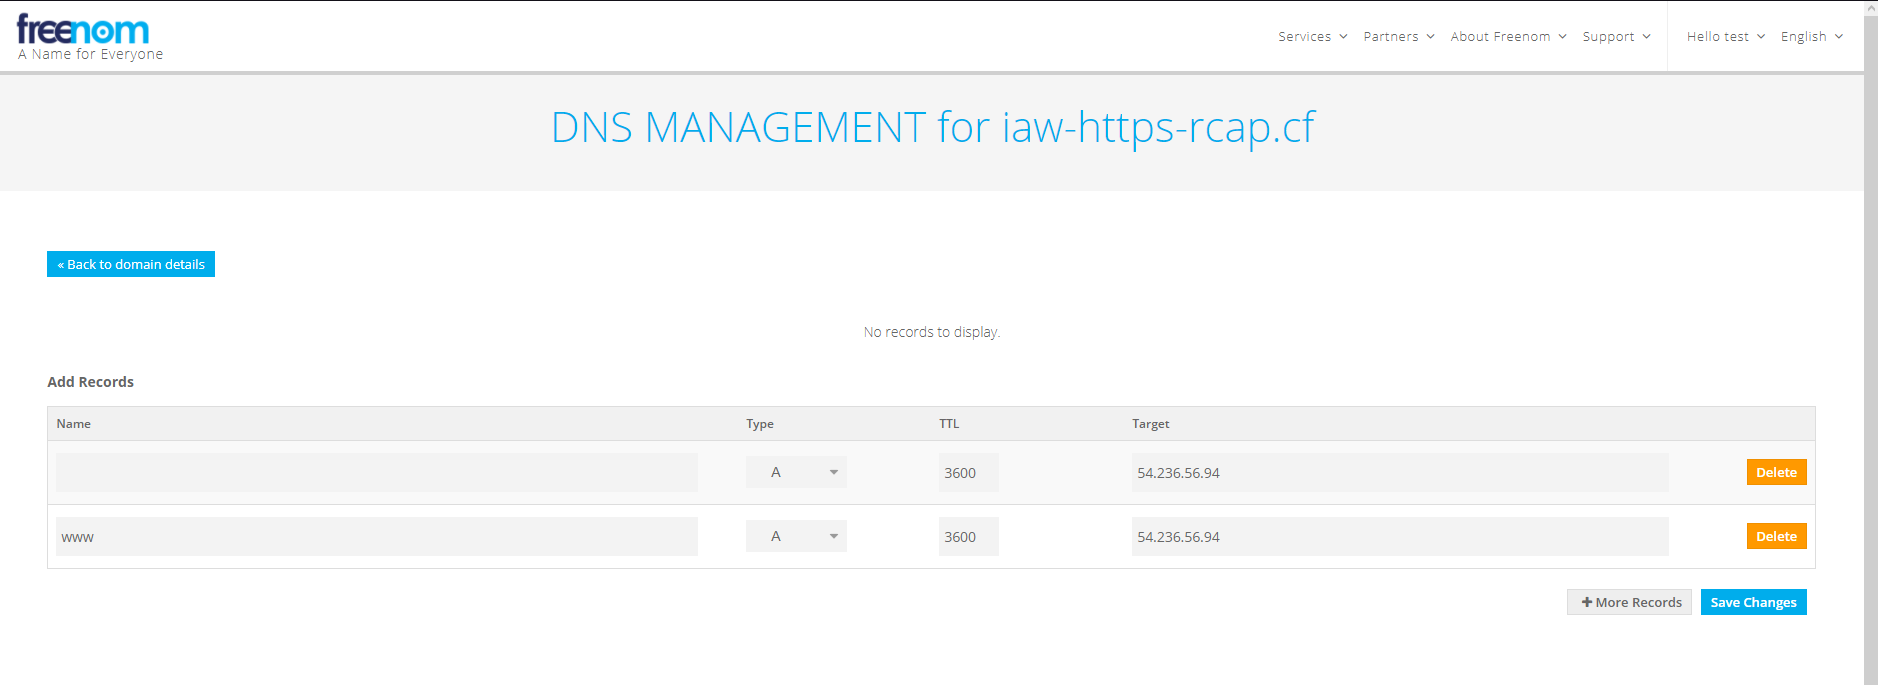 freenom
A Name for Everyone
Services Partners About Freenom Support Hello test English
DNS MANAGEMENT for iaw-https-rcap.cf
« Back to domain details
No records to display.
Add Records
Name Type TTL Target
A 3600 54.236.56.94 Delete
www A 3600 54.236.56.94 Delete
+ More Records Save Changes